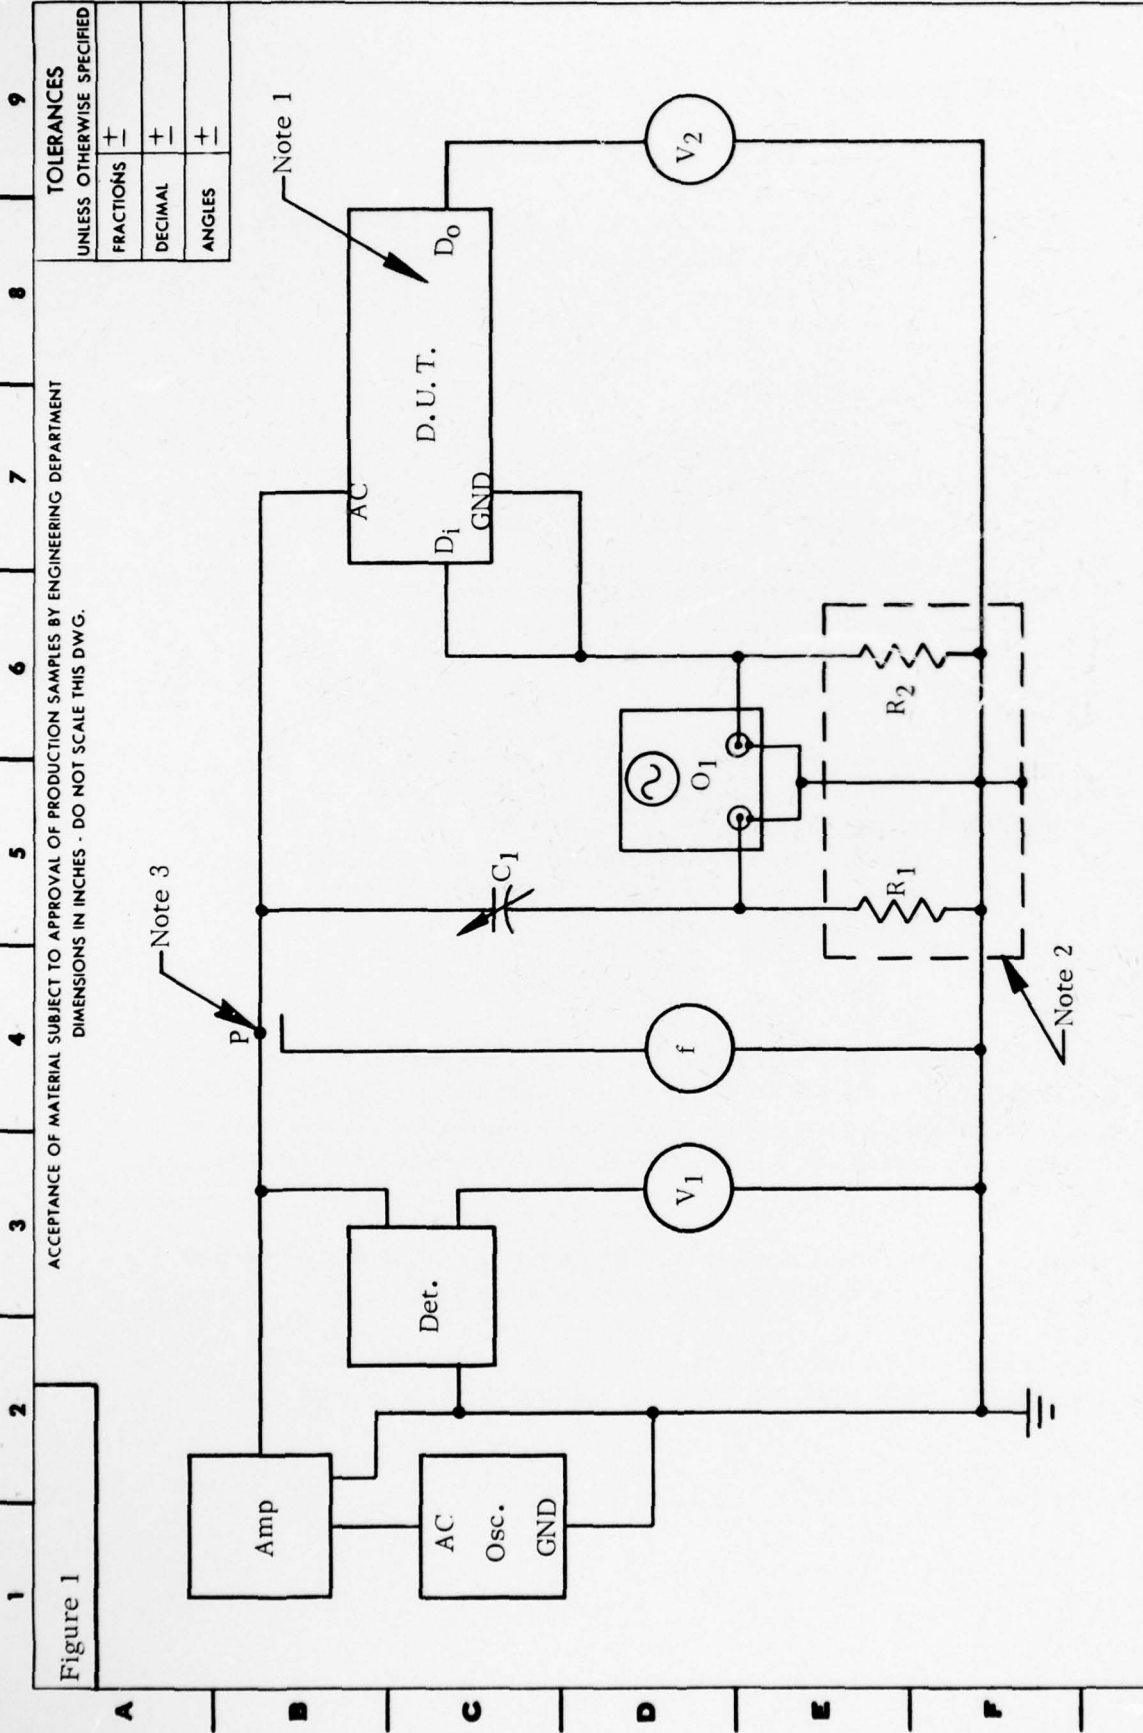 Figure 1
1 2 3 4 5 6 7 8 9
A
B
C
D
E
F
ACCEPTANCE OF MATERIAL SUBJECT TO APPROVAL OF PRODUCTION SAMPLES BY ENGINEERING DEPARTMENT
DIMENSIONS IN INCHES - DO NOT SCALE THIS DWG.
TOLERANCES
UNLESS OTHERWISE SPECIFIED
FRACTIONS ±
DECIMAL ±
ANGLES ±
Note 3
P
Note 1
Amp
AC
Osc.
GND
Det.
V1
f
C1
O1
R1
R2
Note 2
AC
Di
GND
D.U.T.
Do
V2